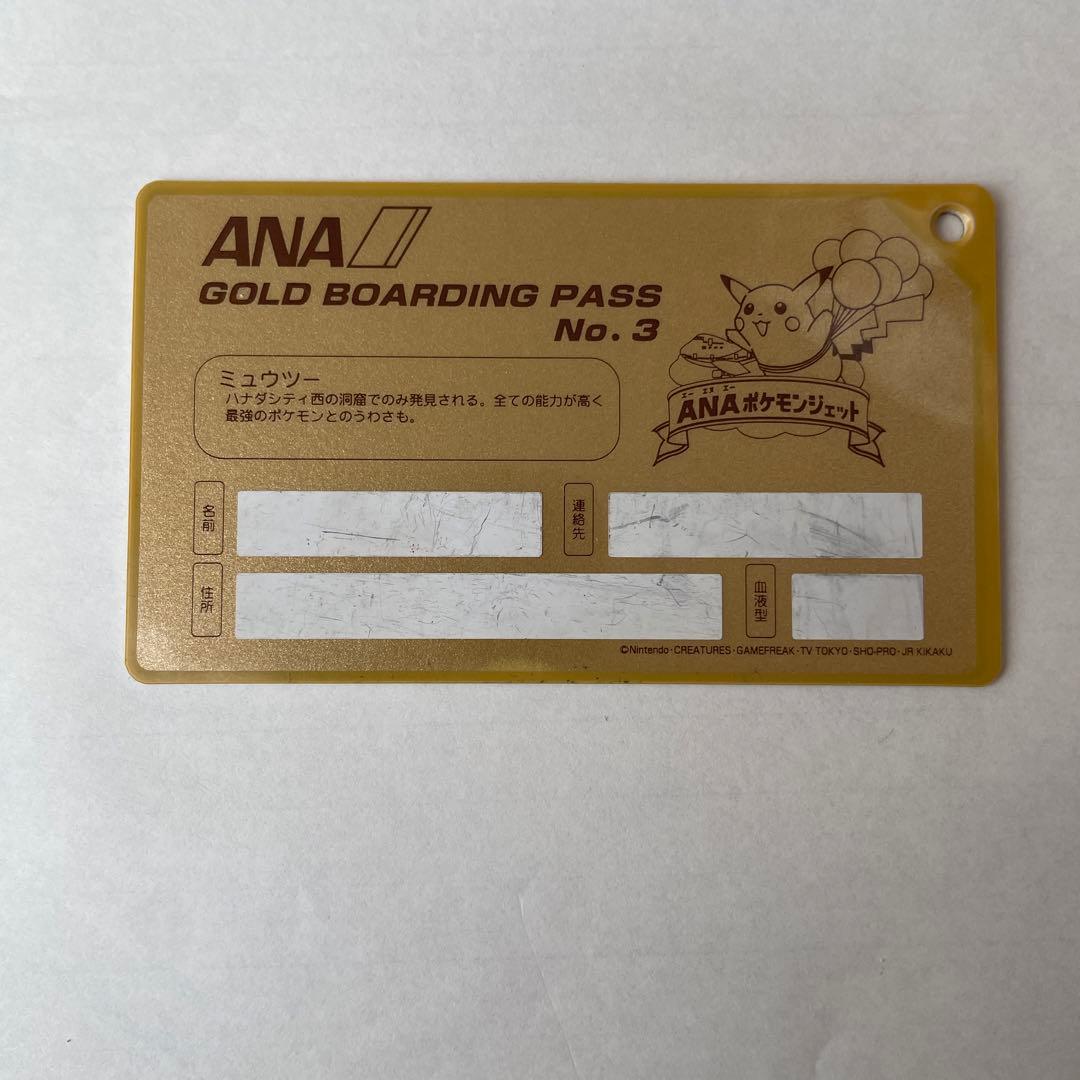 ANA
GOLD BOARDING PASS
No. 3
ミュウツー
ハナダシティ西の洞窟でのみ発見される。全ての能力が高く
最強のポケモンとのうわさも。
エー エヌ エー
ANAポケモンジェット
名前
連絡先
住所
血液型
©Nintendo・CREATURES・GAMEFREAK・TV TOKYO・SHO-PRO・JR KIKAKU